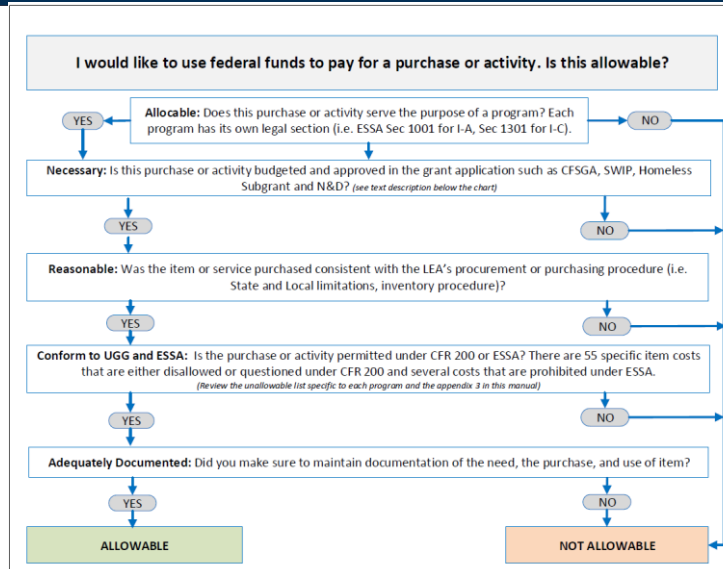 I would like to use federal funds to pay for a purchase or activity. Is this allowable?
YES
Allocable: Does this purchase or activity serve the purpose of a program? Each
program has its own legal section (i.e. ESSA Sec 1001 for I-A, Sec 1301 for I-C).
NO
Necessary: Is this purchase or activity budgeted and approved in the grant application such as CFSGA, SWIP, Homeless
Subgrant and N&D? (see text description below the chart)
YES
NO
Reasonable: Was the item or service purchased consistent with the LEA's procurement or purchasing procedure (i.e.
State and Local limitations, inventory procedure)?
YES
NO
Conform to UGG and ESSA: Is the purchase or activity permitted under CFR 200 or ESSA? There are 55 specific item costs
that are either disallowed or questioned under CFR 200 and several costs that are prohibited under ESSA.
(Review the unallowable list specific to each program and the appendix 3 in this manual)
YES
NO
Adequately Documented: Did you make sure to maintain documentation of the need, the purchase, and use of item?
YES
NO
ALLOWABLE
NOT ALLOWABLE